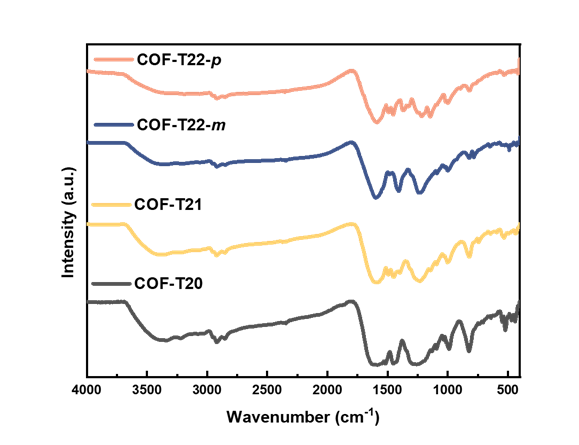 COF-T22-p
COF-T22-m
COF-T21
COF-T20
Intensity (a.u.)
4000 3500 3000 2500 2000 1500 1000 500
Wavenumber (cm-1)